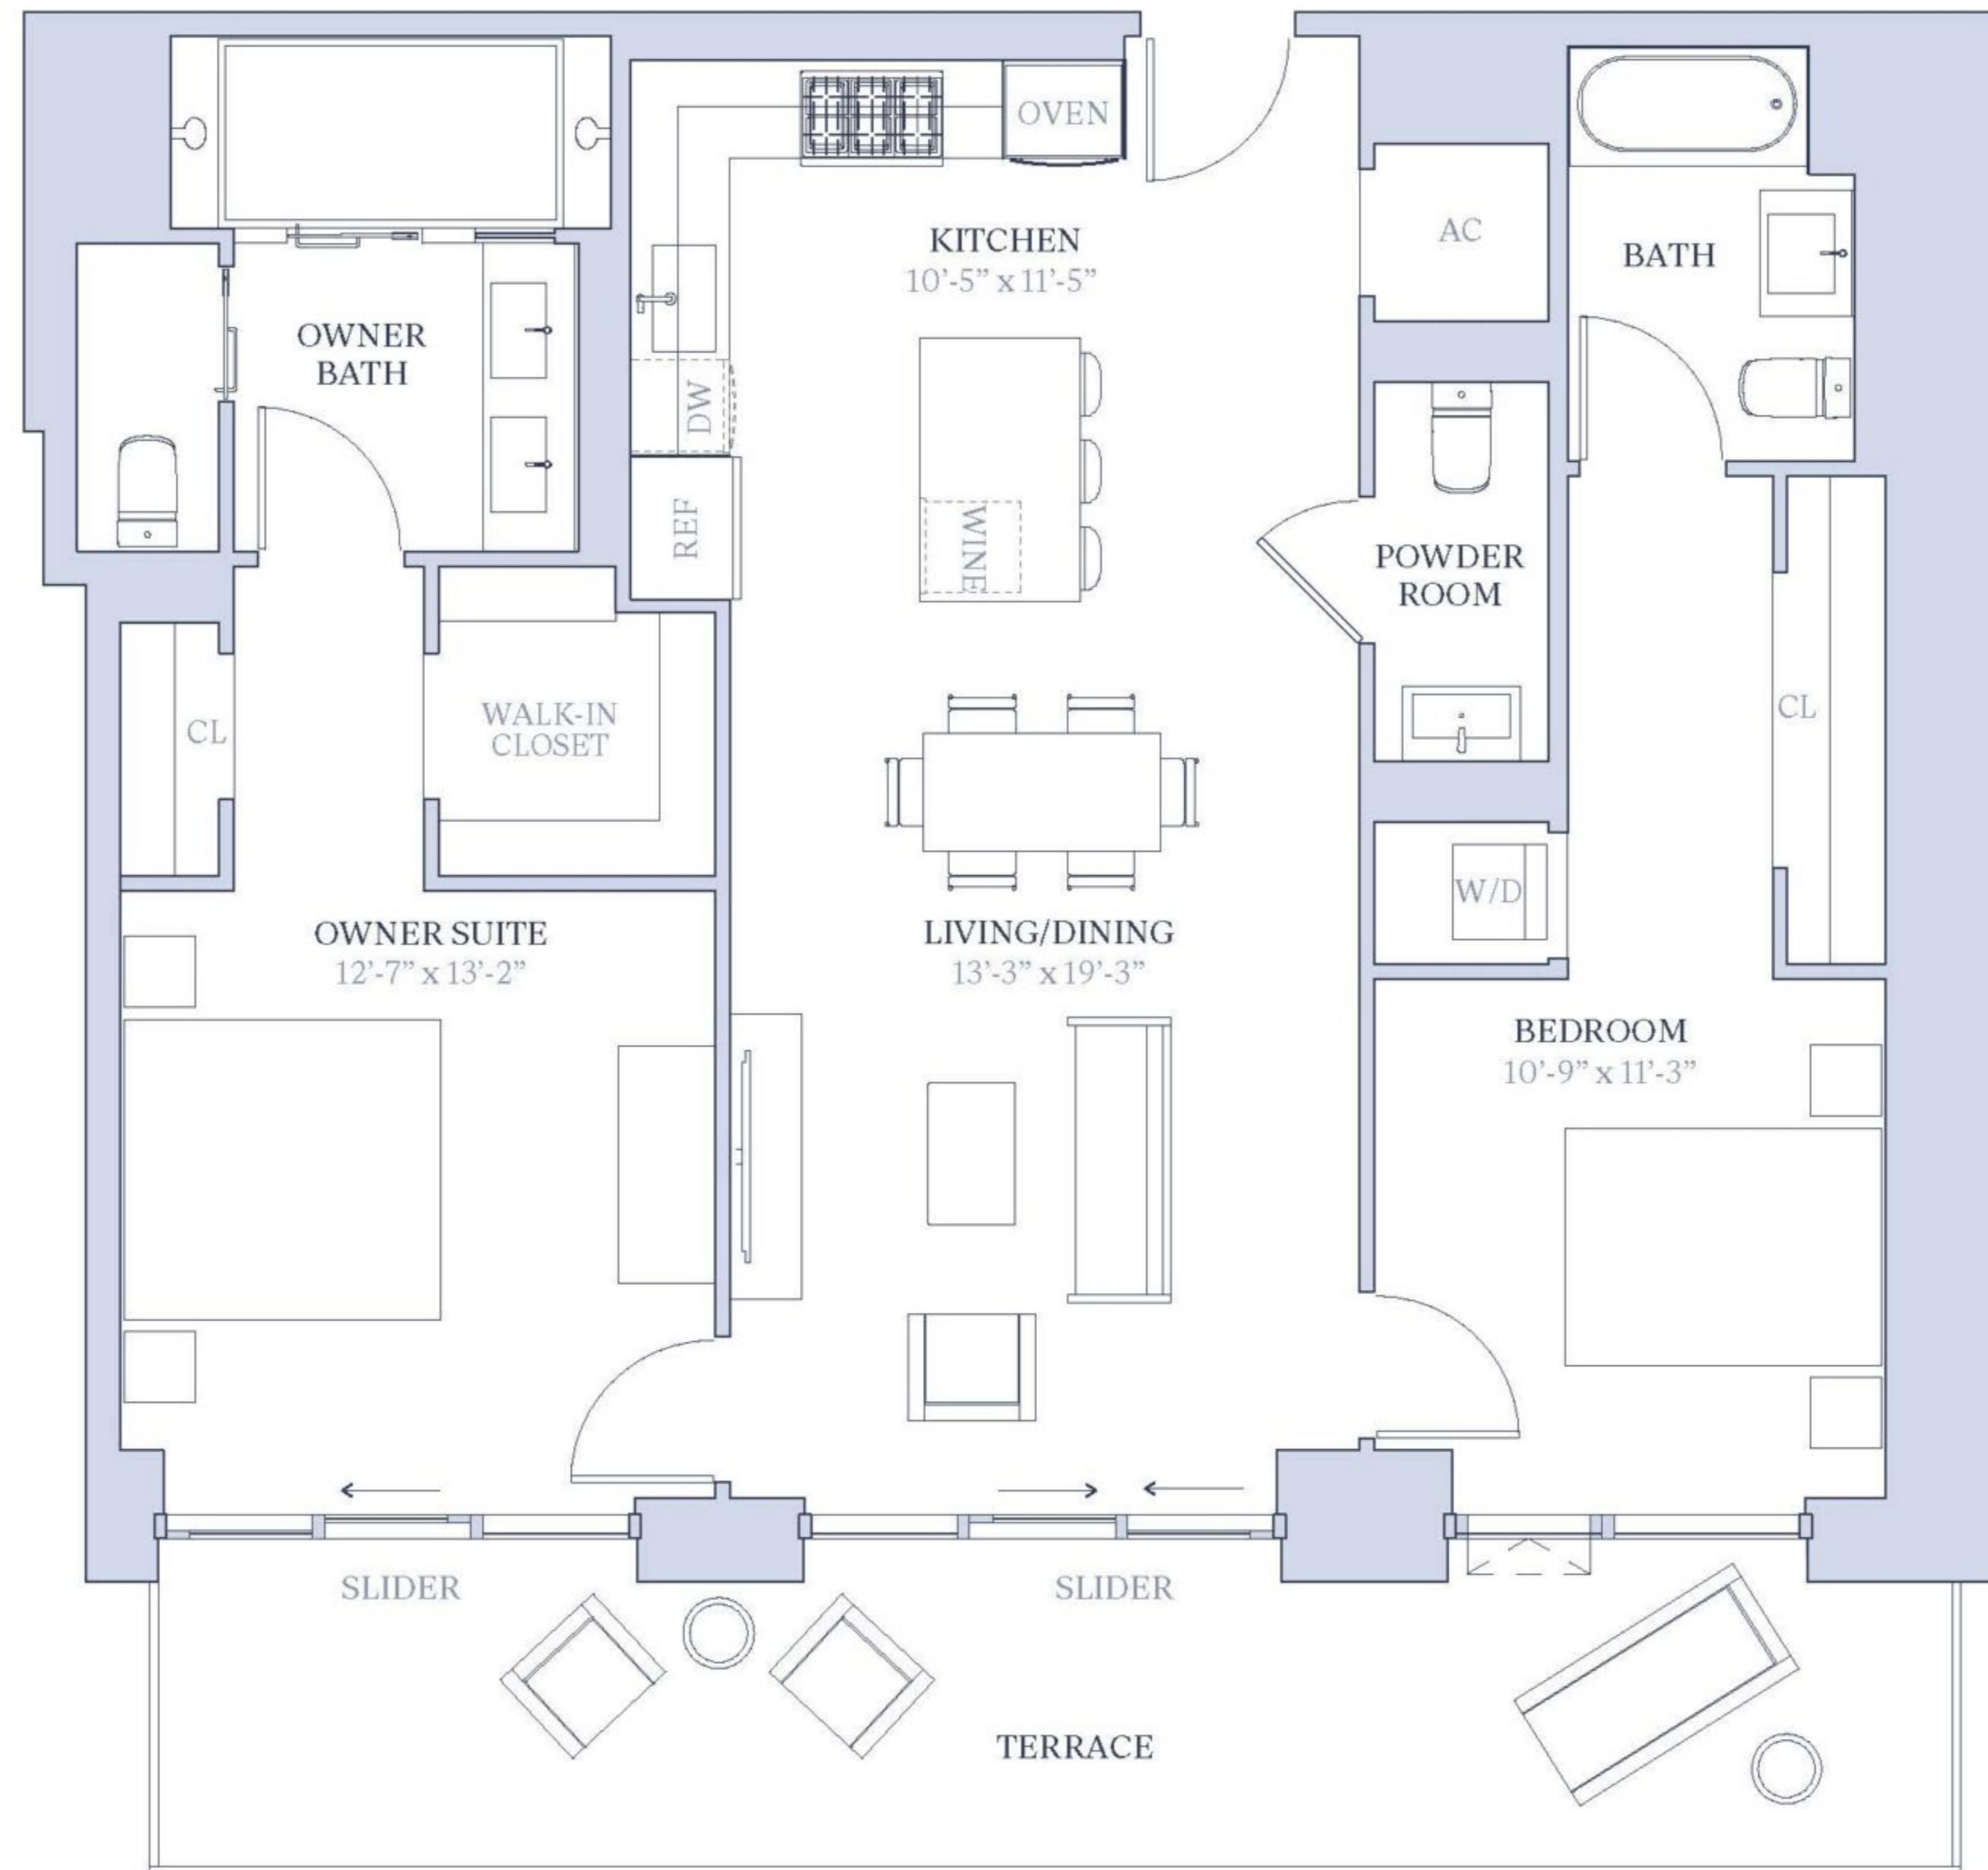 OVEN
KITCHEN
10’-5” x 11’-5”
AC
BATH
OWNER
BATH
DW
REF
WINE
POWDER
ROOM
CL
WALK-IN
CLOSET
CL
W/D
OWNER SUITE
12’-7” x 13’-2”
LIVING/DINING
13’-3” x 19’-3”
BEDROOM
10’-9” x 11’-3”
SLIDER
SLIDER
TERRACE